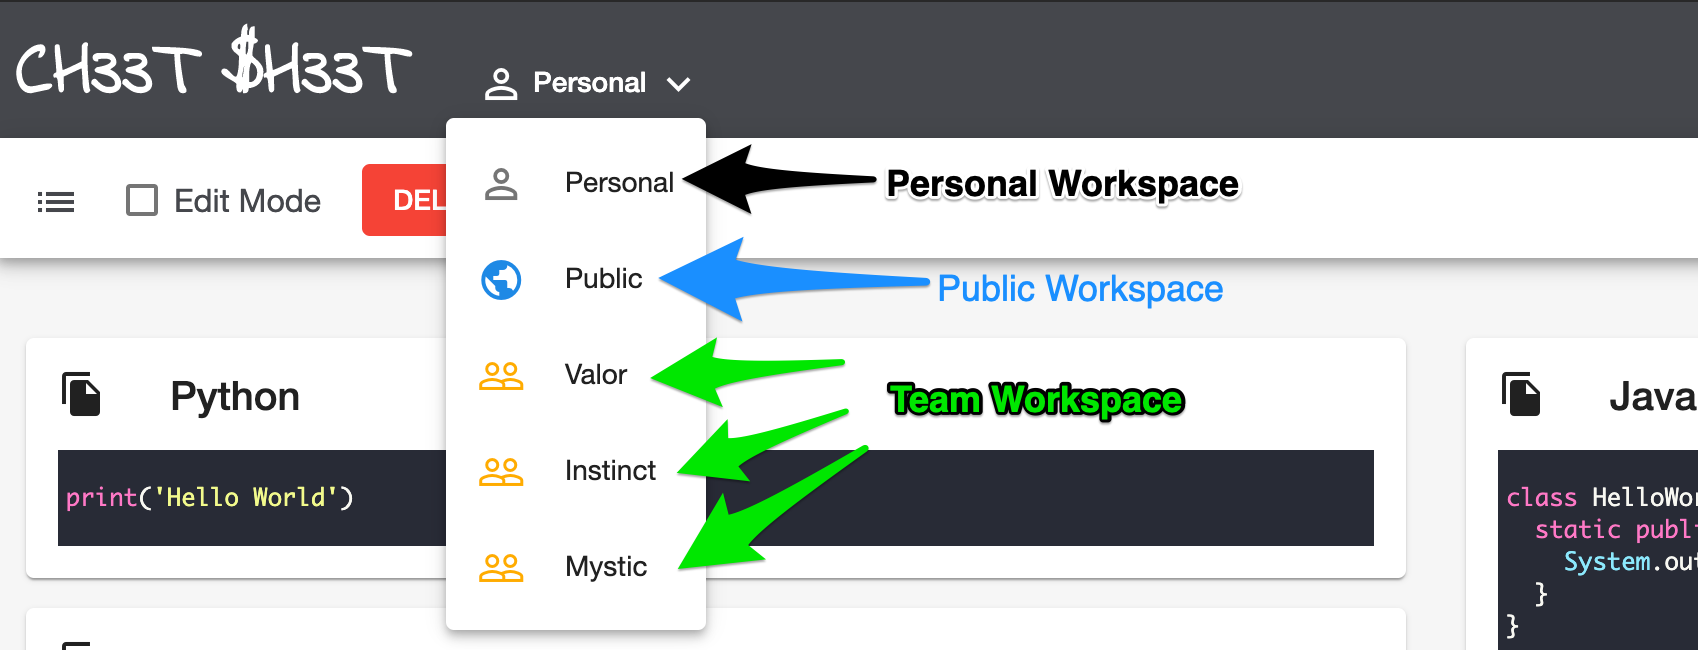 CH33T $H33T
Personal
Edit Mode
DEL
Personal
Personal Workspace
Public
Public Workspace
Valor
Team Workspace
Instinct
Mystic
Python
print('Hello World')
Java
class HelloWor
static publi
System.out
}
}